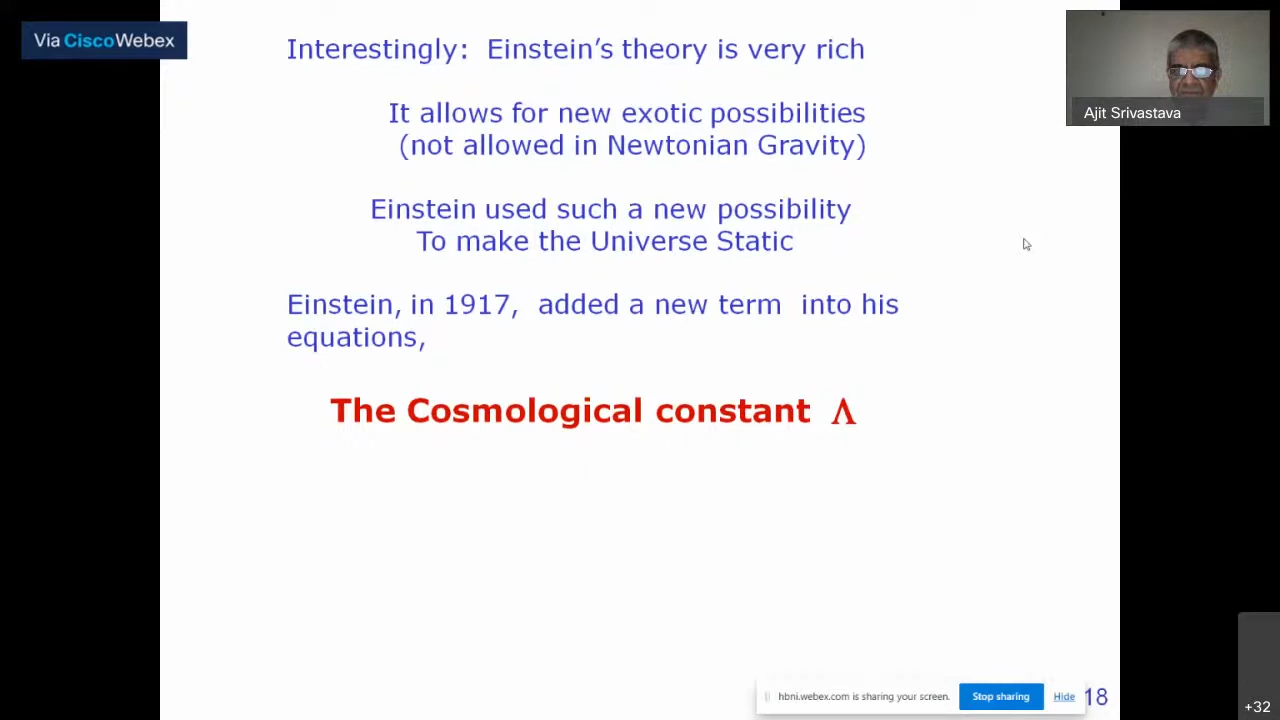 Via Cisco Webex
Interestingly: Einstein's theory is very rich
Ajit Srivastava
It allows for new exotic possibilities
(not allowed in Newtonian Gravity)
Einstein used such a new possibility
To make the Universe Static
Einstein, in 1917, added a new term into his
equations,
The Cosmological constant Λ
hbni.webex.com is sharing your screen. Stop sharing Hide
18
+32